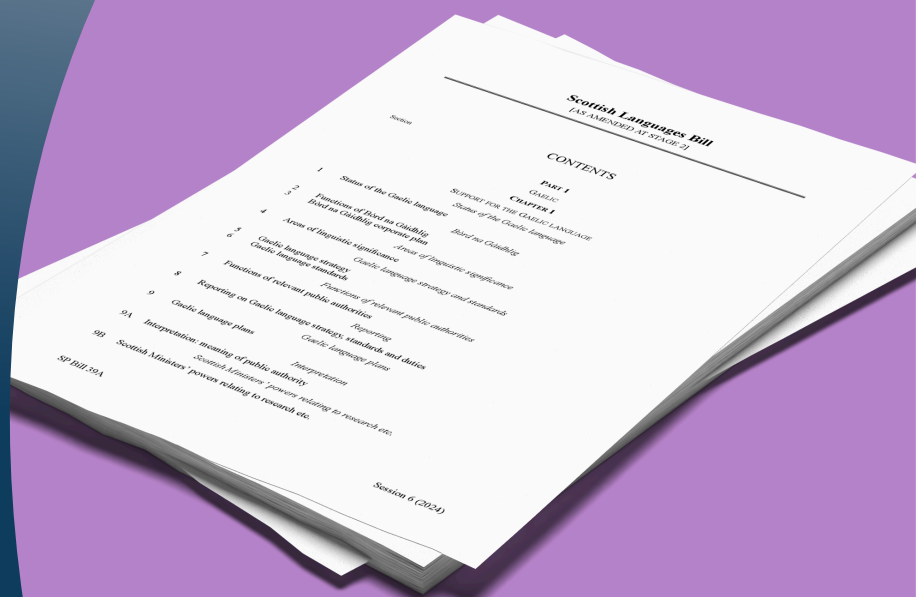 Scottish Languages Bill
[AS AMENDED AT STAGE 2]
CONTENTS
Section
PART 1
GAELIC
CHAPTER 1
SUPPORT FOR THE GAELIC LANGUAGE
Status of the Gaelic language
1 Status of the Gaelic language
Bòrd na Gàidhlig
2 Functions of Bòrd na Gàidhlig
3 Bòrd na Gàidhlig corporate plan
Areas of linguistic significance
4 Areas of linguistic significance
Gaelic language strategy and standards
5 Gaelic language strategy
6 Gaelic language standards
Functions of relevant public authorities
7 Functions of relevant public authorities
Reporting
8 Reporting on Gaelic language strategy, standards and duties
Gaelic language plans
9 Gaelic language plans
Interpretation
9A Interpretation: meaning of public authority
Scottish Ministers' powers relating to research etc.
9B Scottish Ministers' powers relating to research etc.
SP Bill 39A
Session 6 (2024)